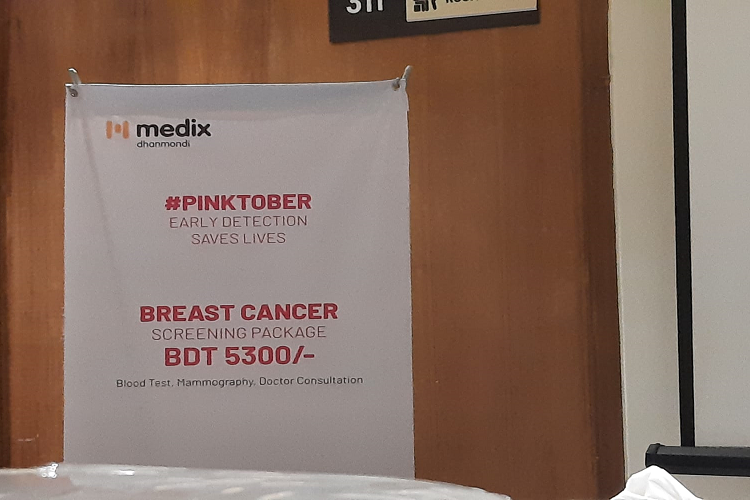 medix
dhanmondi
#PINKTOBER
EARLY DETECTION
SAVES LIVES
BREAST CANCER
SCREENING PACKAGE
BDT 5300/-
Blood Test, Mammography, Doctor Consultation